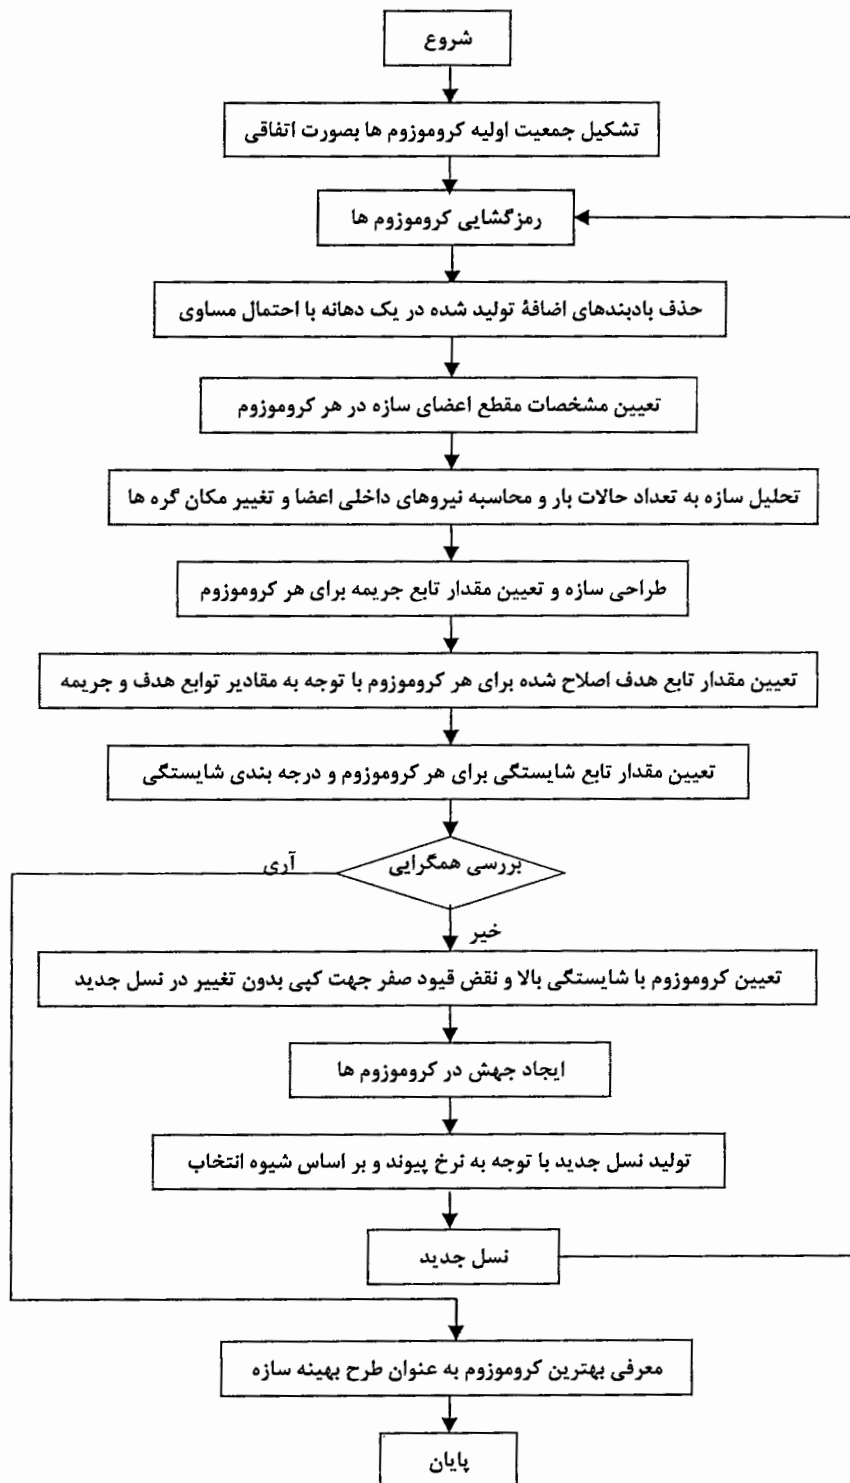 شروع
تشکیل جمعیت اولیه کروموزوم ها بصورت اتفاقی
رمزگشایی کروموزوم ها
حذف بادبندهای اضافۀ تولید شده در یک دهانه با احتمال مساوی
تعیین مشخصات مقطع اعضای سازه در هر کروموزوم
تحلیل سازه به تعداد حالات بار و محاسبه نیروهای داخلی اعضا و تغییر مکان گره ها
طراحی سازه و تعیین مقدار تابع جریمه برای هر کروموزوم
تعیین مقدار تابع هدف اصلاح شده برای هر کروموزوم با توجه به مقادیر توابع هدف و جریمه
تعیین مقدار تابع شایستگی برای هر کروموزوم و درجه بندی شایستگی
بررسی همگرایی
آری
خیر
تعیین کروموزوم با شایستگی بالا و نقض قیود صفر جهت کپی بدون تغییر در نسل جدید
ایجاد جهش در کروموزوم ها
تولید نسل جدید با توجه به نرخ پیوند و بر اساس شیوه انتخاب
نسل جدید
معرفی بهترین کروموزوم به عنوان طرح بهینه سازه
پایان